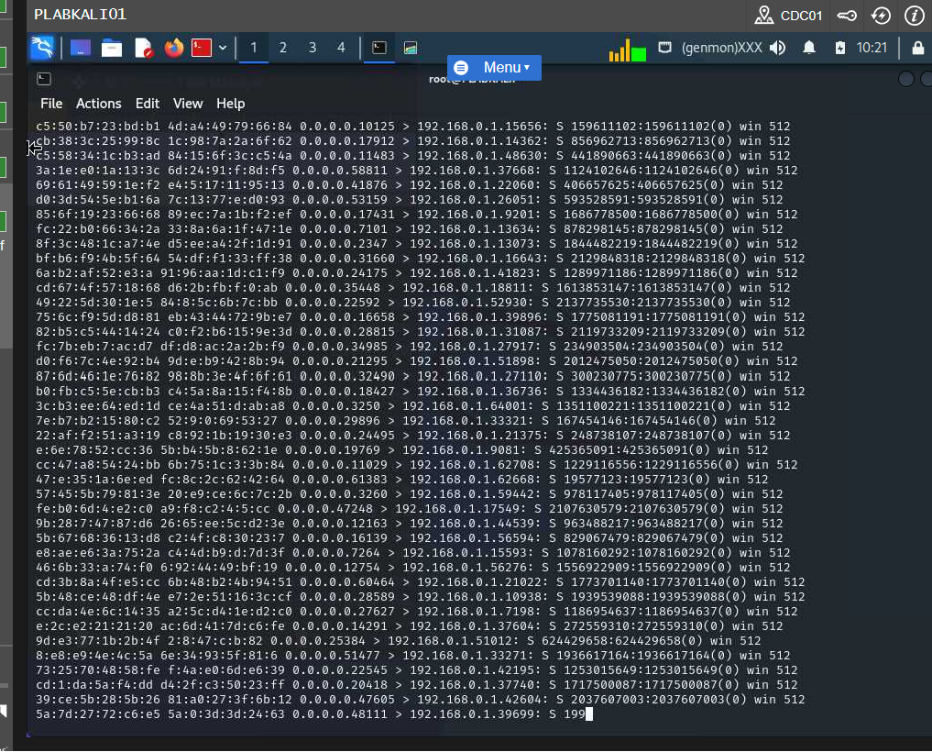 PLABKALI01
CDC01
1 2 3 4 (genmon)XXX 10:21
Menu
File Actions Edit View Help
c5:50:b7:23:bd:b1 4d:a4:49:79:66:84 0.0.0.0.10125 > 192.168.0.1.15656: S 159611102:159611102(0) win 512
cb:38:3c:25:99:8c 1c:98:7a:2a:6f:62 0.0.0.0.17912 > 192.168.0.1.14362: S 856962713:856962713(0) win 512
c5:58:34:1c:b3:ad 84:15:6f:3c:c5:4a 0.0.0.0.11483 > 192.168.0.1.48630: S 441890663:441890663(0) win 512
3a:1e:e0:1a:13:3c 6d:24:91:f:8d:f5 0.0.0.0.58811 > 192.168.0.1.37668: S 1124102646:1124102646(0) win 512
69:61:49:59:1e:f2 e4:5:17:11:95:13 0.0.0.0.41876 > 192.168.0.1.22060: S 406657625:406657625(0) win 512
d0:3d:54:5e:b1:6a 7c:13:77:e:d0:93 0.0.0.0.53159 > 192.168.0.1.26051: S 593528591:593528591(0) win 512
85:6f:19:23:66:68 89:ec:7a:1b:f2:ef 0.0.0.0.17431 > 192.168.0.1.9201: S 1686778500:1686778500(0) win 512
fc:22:b0:66:34:2a 33:8a:6a:1f:47:1e 0.0.0.0.7101 > 192.168.0.1.13634: S 878298145:878298145(0) win 512
8f:3c:48:1c:a7:4e d5:ee:a4:2f:1d:91 0.0.0.0.2347 > 192.168.0.1.13073: S 1844482219:1844482219(0) win 512
bf:b6:f9:4b:5f:64 54:df:f1:33:ff:38 0.0.0.0.31660 > 192.168.0.1.16643: S 2129848318:2129848318(0) win 512
6a:b2:af:52:e3:a 91:96:aa:1d:c1:f9 0.0.0.0.24175 > 192.168.0.1.41823: S 1289971186:1289971186(0) win 512
cd:67:4f:57:18:68 d6:2b:fb:f:0:ab 0.0.0.0.35448 > 192.168.0.1.18811: S 1613853147:1613853147(0) win 512
49:22:5d:30:1e:5 84:8:5c:6b:7c:bb 0.0.0.0.22592 > 192.168.0.1.52930: S 2137735530:2137735530(0) win 512
75:6c:f9:5d:d8:81 eb:43:44:72:9b:e7 0.0.0.0.16658 > 192.168.0.1.39896: S 1775081191:1775081191(0) win 512
82:b5:c5:44:14:24 c0:f2:b6:15:9e:3d 0.0.0.0.28815 > 192.168.0.1.31087: S 2119733209:2119733209(0) win 512
fc:7b:eb:7:ac:d7 df:d8:ac:2a:2b:f9 0.0.0.0.34985 > 192.168.0.1.27917: S 234903504:234903504(0) win 512
d0:f6:7c:4e:92:b4 9d:e:b9:42:8b:94 0.0.0.0.21295 > 192.168.0.1.51898: S 2012475050:2012475050(0) win 512
87:6d:46:1e:76:82 98:8b:3e:4f:6f:61 0.0.0.0.32490 > 192.168.0.1.27110: S 300230775:300230775(0) win 512
b0:fb:c5:5e:cb:b3 c4:5a:8a:15:f4:8b 0.0.0.0.18427 > 192.168.0.1.36736: S 1334436182:1334436182(0) win 512
3c:b3:ee:64:ed:1d ce:4a:51:d:ab:a8 0.0.0.0.3250 > 192.168.0.1.64001: S 1351100221:1351100221(0) win 512
7e:b7:b2:15:80:c2 52:9:0:69:53:27 0.0.0.0.29896 > 192.168.0.1.33321: S 167454146:167454146(0) win 512
22:af:f2:51:a3:19 c8:92:1b:19:30:e3 0.0.0.0.24495 > 192.168.0.1.21375: S 248738107:248738107(0) win 512
e:6e:78:52:cc:36 5b:b4:5b:8:62:1e 0.0.0.0.19769 > 192.168.0.1.9081: S 425365091:425365091(0) win 512
cc:47:a8:54:24:bb 6b:75:1c:3:3b:84 0.0.0.0.11029 > 192.168.0.1.62708: S 1229116556:1229116556(0) win 512
47:e:35:1a:6e:ed fc:8c:2c:62:42:64 0.0.0.0.61383 > 192.168.0.1.62668: S 19577123:19577123(0) win 512
57:45:5b:79:81:3e 20:e9:ce:6c:7c:2b 0.0.0.0.3260 > 192.168.0.1.59442: S 978117405:978117405(0) win 512
fe:b0:6d:4:e2:c0 a9:f8:c2:4:5:cc 0.0.0.0.47248 > 192.168.0.1.17549: S 2107630579:2107630579(0) win 512
9b:28:7:47:87:d6 26:65:ee:5c:d2:3e 0.0.0.0.12163 > 192.168.0.1.44539: S 963488217:963488217(0) win 512
5b:67:68:36:13:d8 c2:4f:c8:30:23:7 0.0.0.0.16139 > 192.168.0.1.56594: S 829067479:829067479(0) win 512
e8:ae:e6:3a:75:2a c4:4d:b9:d:7d:3f 0.0.0.0.7264 > 192.168.0.1.15593: S 1078160292:1078160292(0) win 512
46:6b:33:a:74:f0 6:92:44:49:bf:19 0.0.0.0.12754 > 192.168.0.1.56276: S 1556922909:1556922909(0) win 512
cd:3b:8a:4f:e5:cc 6b:48:b2:4b:94:51 0.0.0.0.60464 > 192.168.0.1.21022: S 1773701140:1773701140(0) win 512
5b:48:ce:48:df:4e e7:2e:51:16:3c:cf 0.0.0.0.28589 > 192.168.0.1.10938: S 1939539088:1939539088(0) win 512
cc:da:4e:6c:14:35 a2:5c:d4:1e:d2:c0 0.0.0.0.27627 > 192.168.0.1.7198: S 1186954637:1186954637(0) win 512
e:2c:e2:21:21:20 ac:6d:41:7d:c6:fe 0.0.0.0.14291 > 192.168.0.1.37604: S 272559310:272559310(0) win 512
9d:e3:77:1b:2b:4f 2:8:47:c:b:82 0.0.0.0.25384 > 192.168.0.1.51012: S 624429658:624429658(0) win 512
8:e8:e9:4e:4c:5a 6e:34:93:5f:81:6 0.0.0.0.51477 > 192.168.0.1.33271: S 1936617164:1936617164(0) win 512
73:25:70:48:58:fe f:4a:e0:6d:e6:39 0.0.0.0.22545 > 192.168.0.1.42195: S 1253015649:1253015649(0) win 512
cd:1:da:5a:f4:dd d4:2f:c3:50:23:ff 0.0.0.0.20418 > 192.168.0.1.37740: S 1717500087:1717500087(0) win 512
39:ce:5b:28:5b:26 81:a0:27:3f:6b:12 0.0.0.0.47605 > 192.168.0.1.42604: S 2037607003:2037607003(0) win 512
5a:7d:27:72:c6:e5 5a:0:3d:3d:24:63 0.0.0.0.48111 > 192.168.0.1.39699: S 199